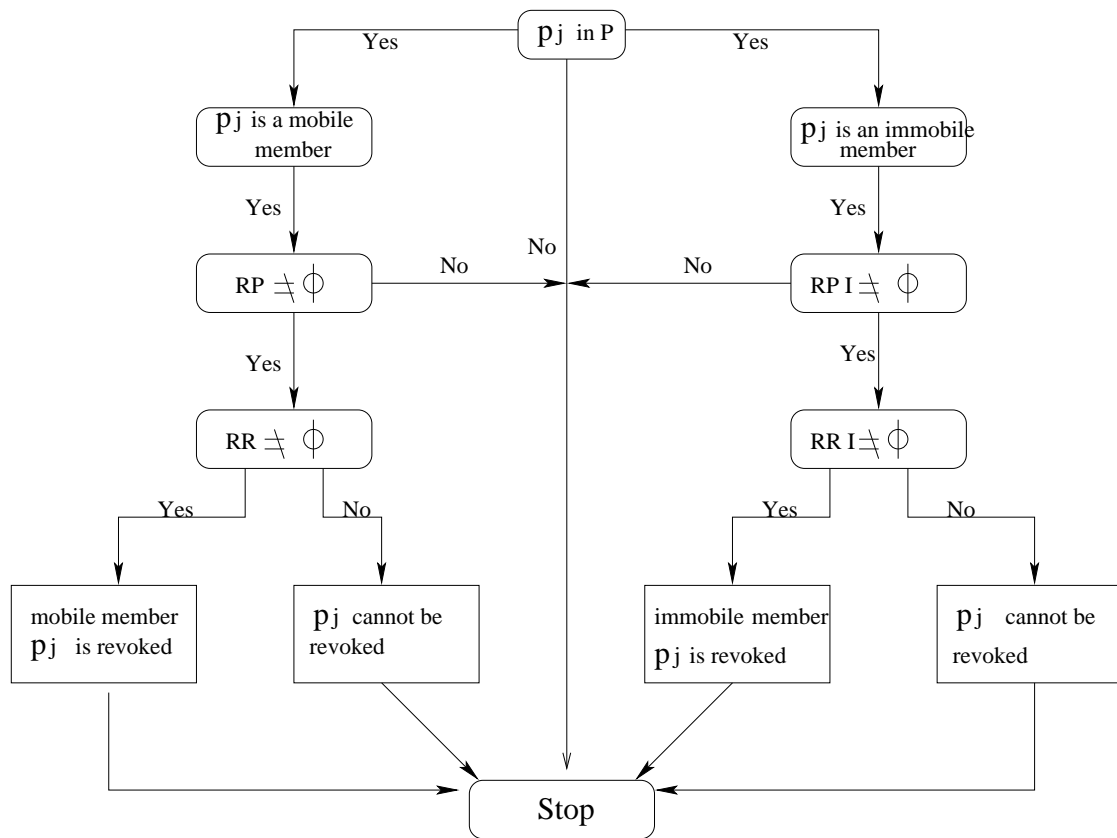 pj in P
Yes
Yes
pj is a mobile
member
pj is an immobile
member
Yes
Yes
No
No
No
RP ≠ ϕ
RP I ≠ ϕ
Yes
Yes
RR ≠ ϕ
RR I ≠ ϕ
Yes
No
Yes
No
mobile member
pj is revoked
pj cannot be
revoked
immobile member
pj is revoked
pj cannot be
revoked
Stop